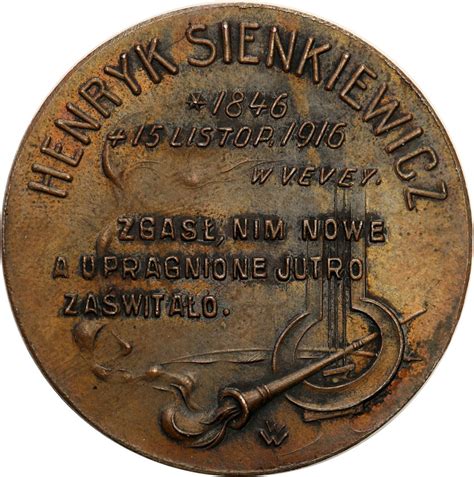 HENRYK SIENKIEWICZ
*1846
+15 LISTOP. 1916
W VEVEY.
ZGASŁ, NIM NOWE
A UPRAGNIONE JUTRO
ZAŚWITAŁO.